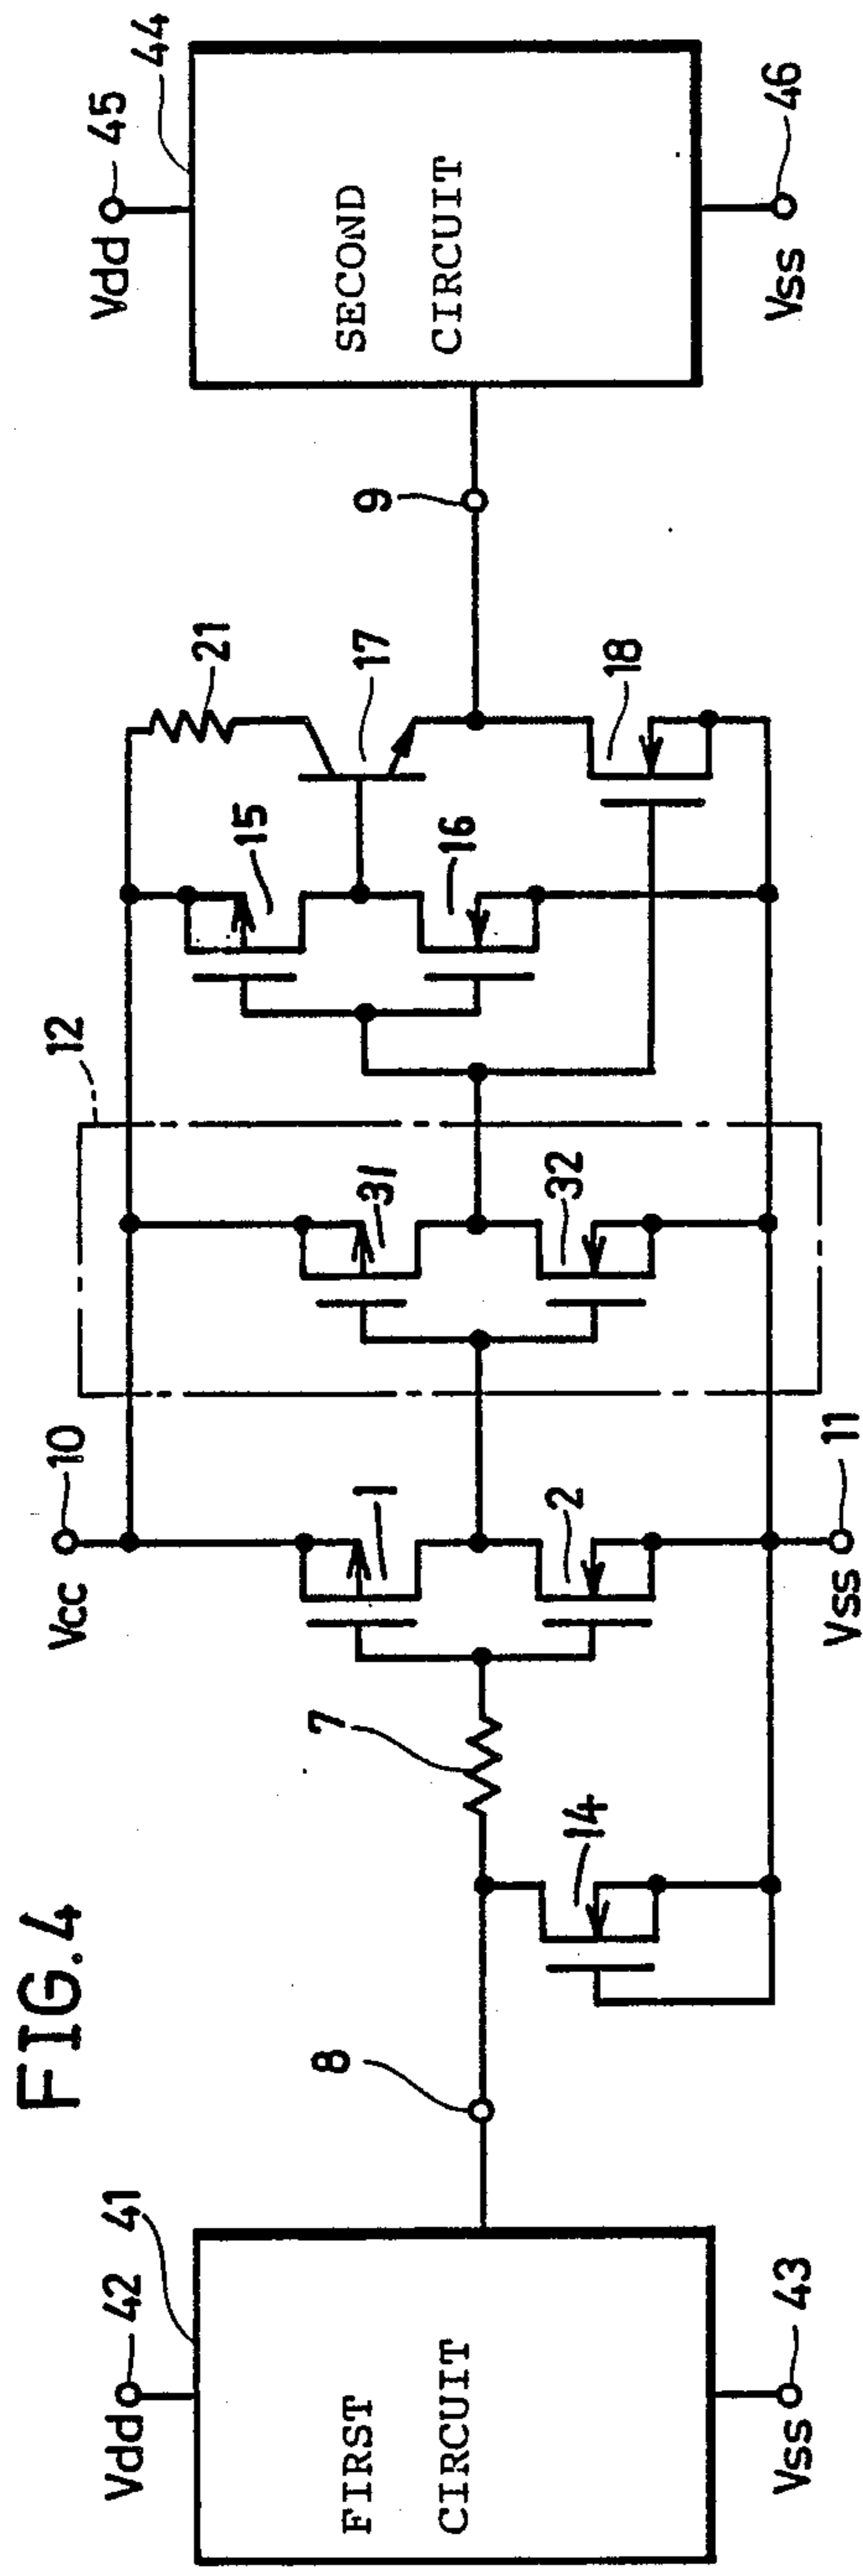 FIG.4
Vdd
42
41
FIRST
CIRCUIT
Vss
43
8
14
7
Vcc
10
1
2
Vss
11
12
31
32
15
16
21
17
18
9
Vdd
45
44
SECOND
CIRCUIT
Vss
46